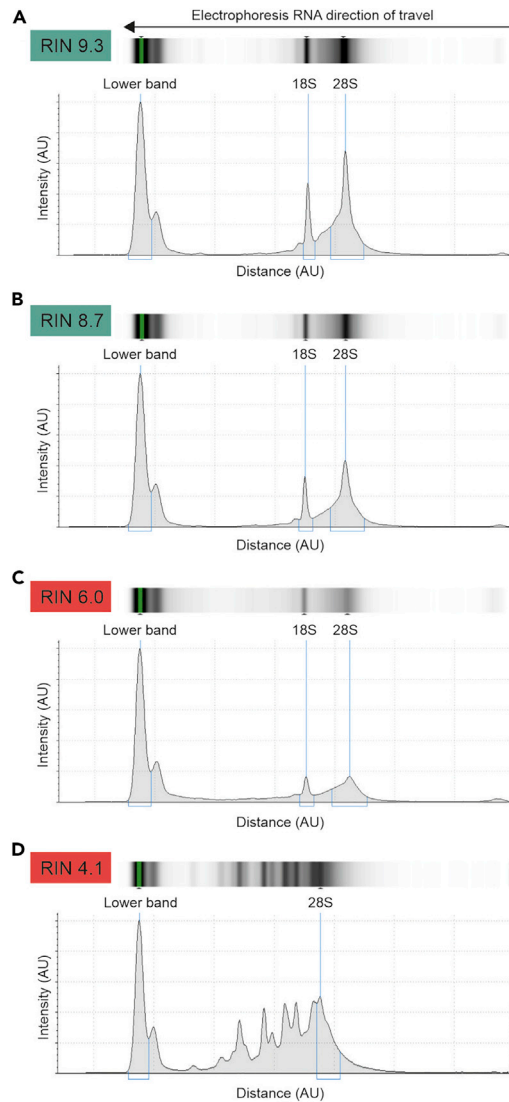 A
Electrophoresis RNA direction of travel
RIN 9.3
Lower band 18S 28S
Intensity (AU)
Distance (AU)
B
RIN 8.7
Lower band 18S 28S
Intensity (AU)
Distance (AU)
C
RIN 6.0
Lower band 18S 28S
Intensity (AU)
Distance (AU)
D
RIN 4.1
Lower band 28S
Intensity (AU)
Distance (AU)